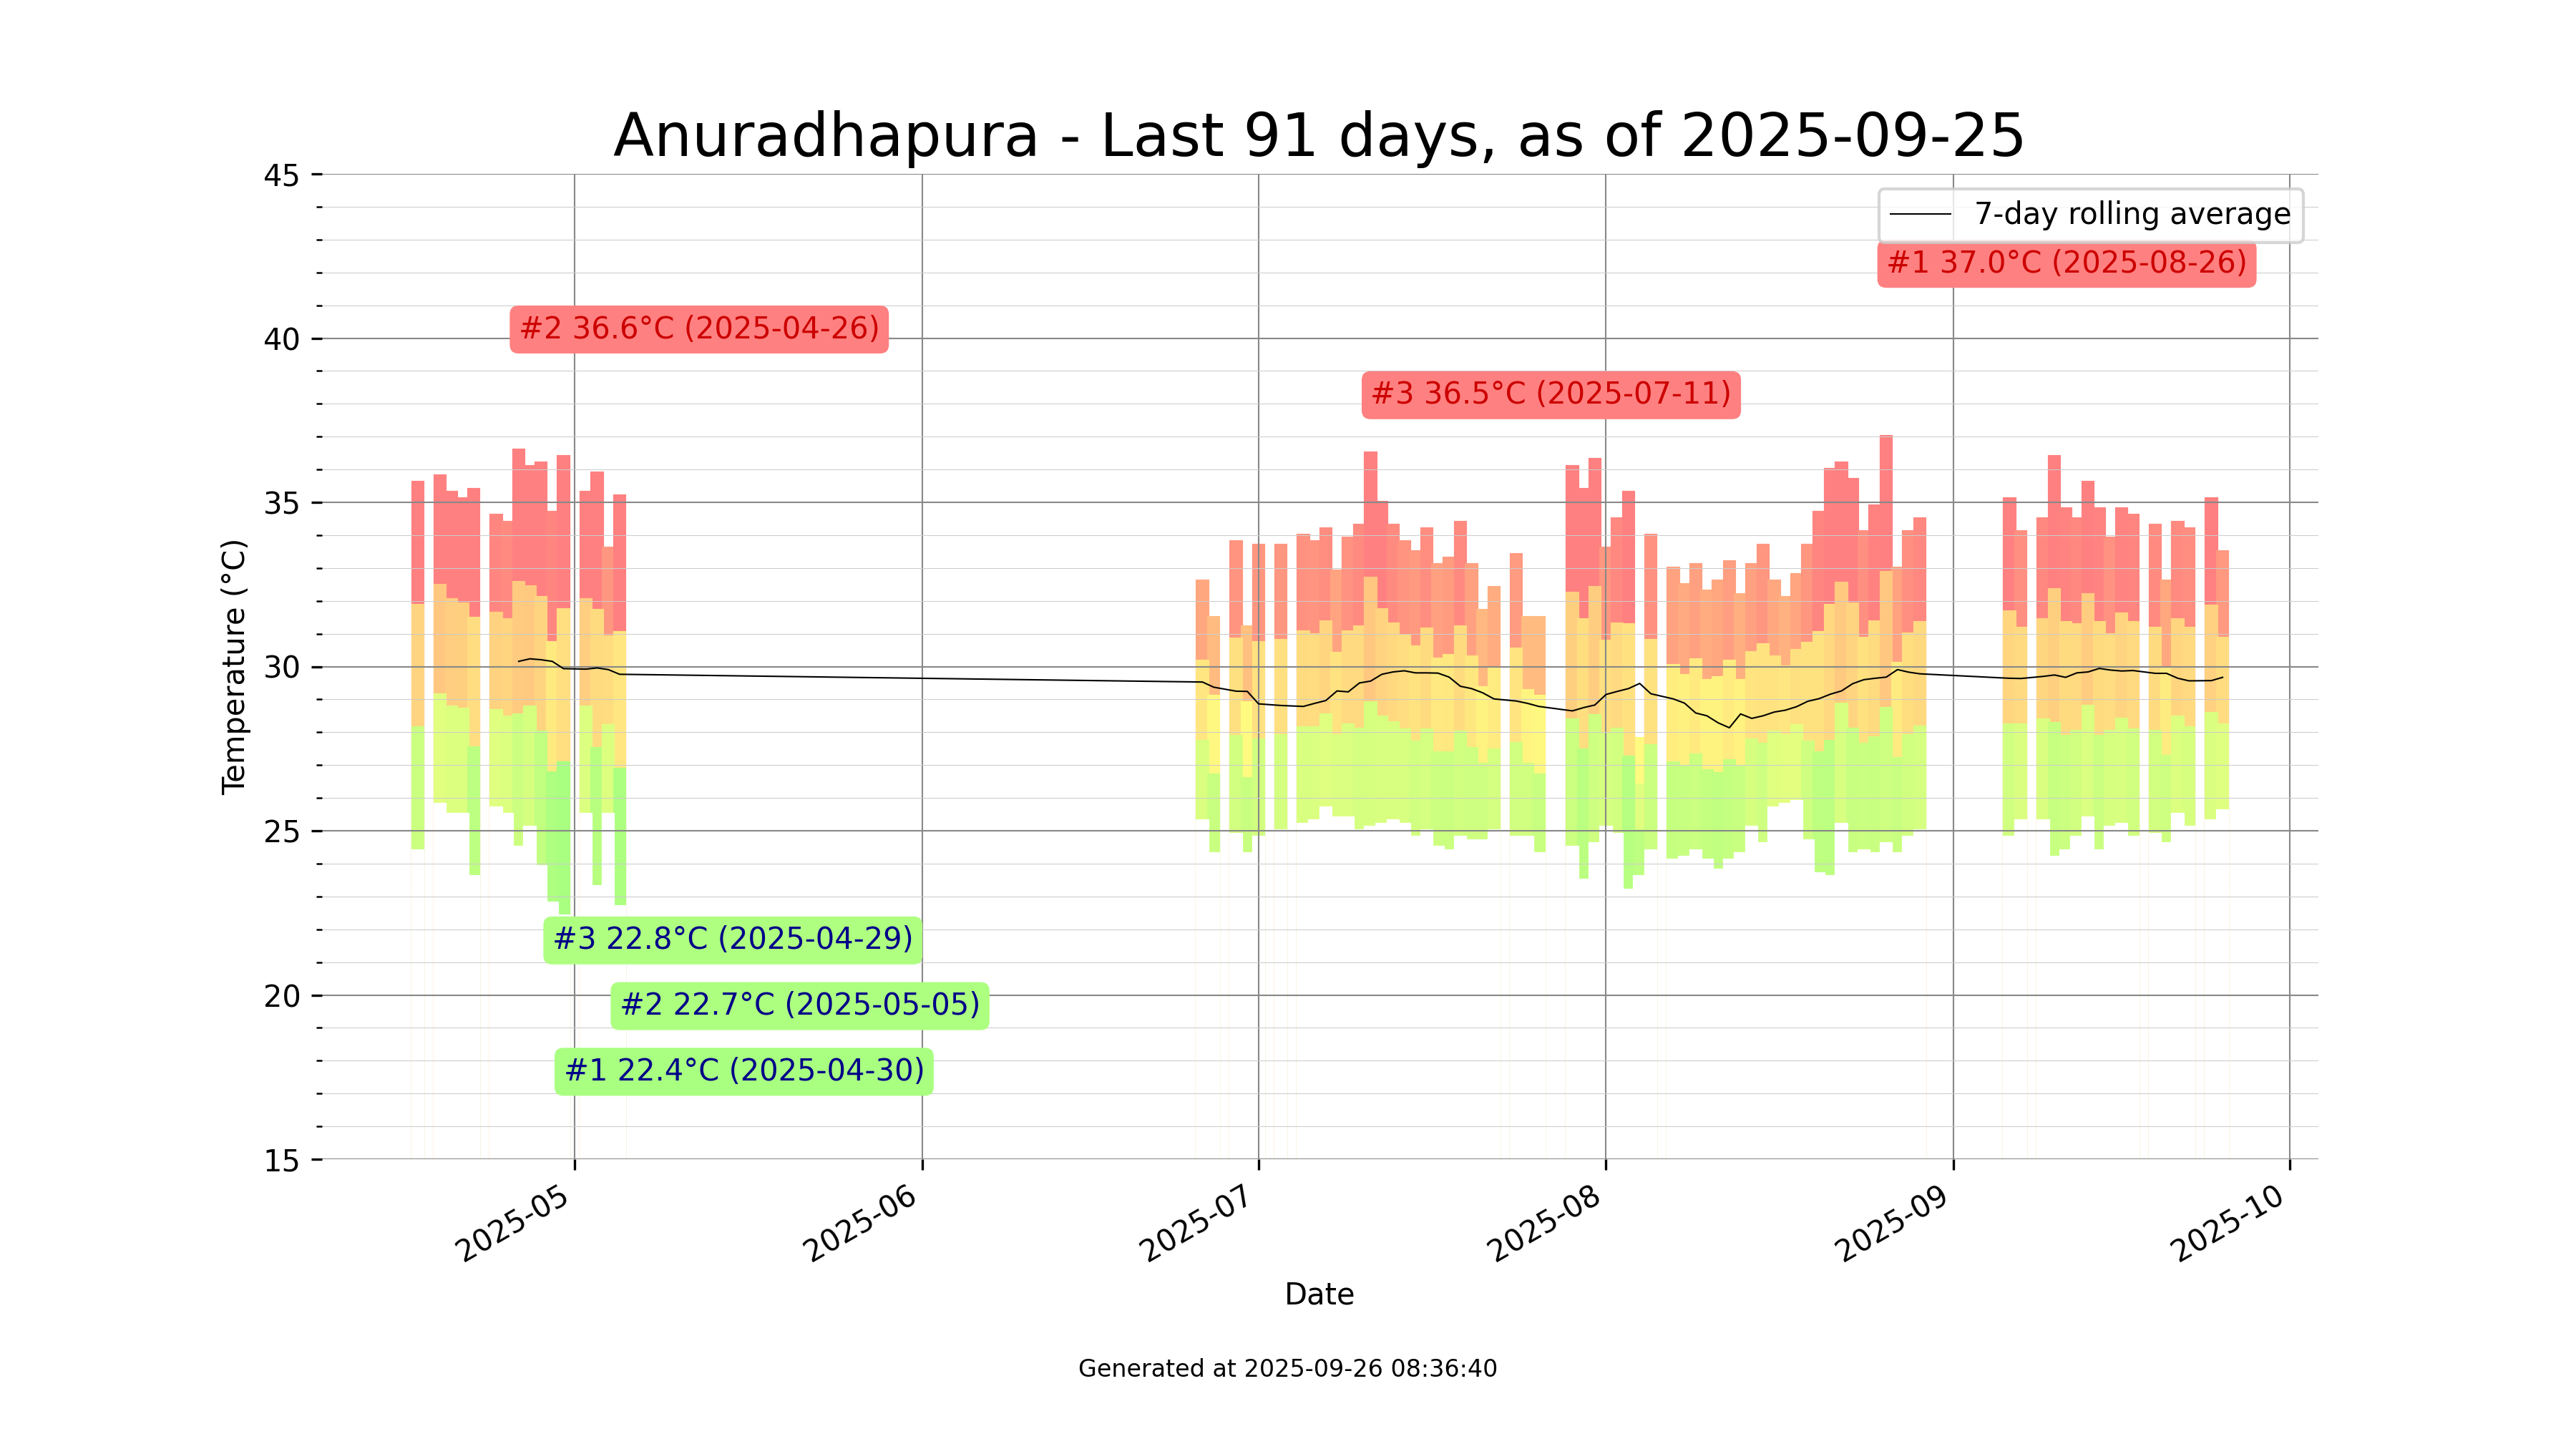 Anuradhapura - Last 91 days, as of 2025-09-25
7-day rolling average
#1 37.0°C (2025-08-26)
#2 36.6°C (2025-04-26)
#3 36.5°C (2025-07-11)
#3 22.8°C (2025-04-29)
#2 22.7°C (2025-05-05)
#1 22.4°C (2025-04-30)
Temperature (°C)
45
40
35
30
25
20
15
2025-05
2025-06
2025-07
2025-08
2025-09
2025-10
Date
Generated at 2025-09-26 08:36:40